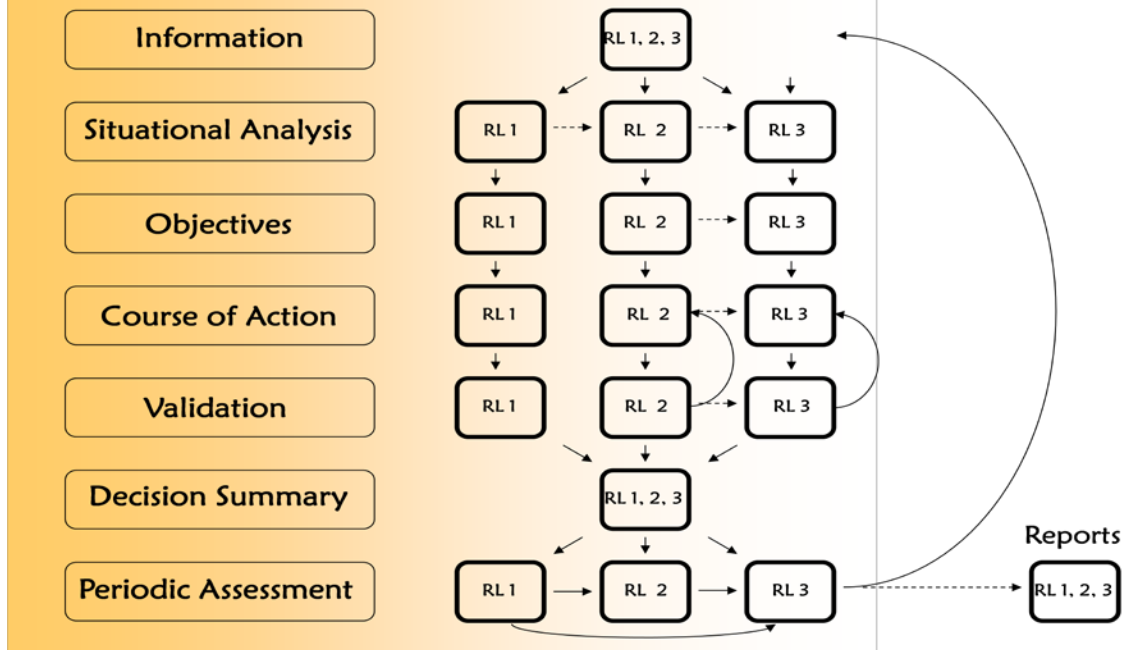 Information
RL 1, 2, 3
Situational Analysis
RL 1
RL 2
RL 3
Objectives
RL 1
RL 2
RL 3
Course of Action
RL 1
RL 2
RL 3
Validation
RL 1
RL 2
RL 3
Decision Summary
RL 1, 2, 3
Reports
Periodic Assessment
RL 1
RL 2
RL 3
RL 1, 2, 3